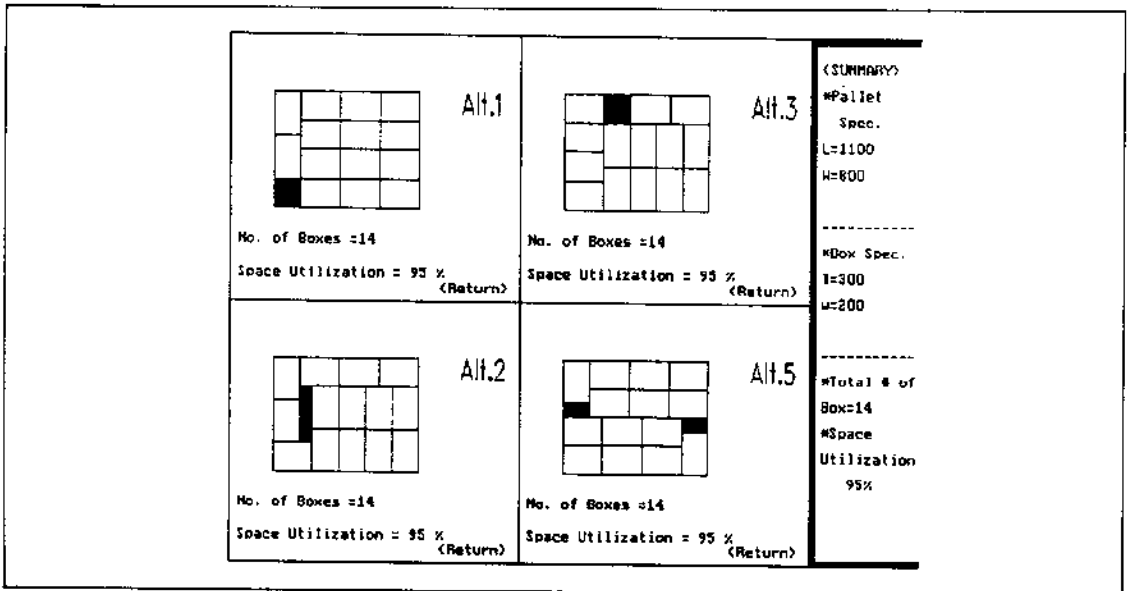 Alt.1
No. of Boxes =14
Space Utilization = 95 %
(Return)
Alt.3
No. of Boxes =14
Space Utilization = 95 %
(Return)
Alt.2
No. of Boxes =14
Space Utilization = 95 %
(Return)
Alt.5
No. of Boxes =14
Space Utilization = 95 %
(Return)
(SUMMARY)
*Pallet
Spec.
L=1100
W=800
--------------
*Box Spec.
l=300
w=200
--------------
*Total # of
Box=14
*Space
Utilization
95%